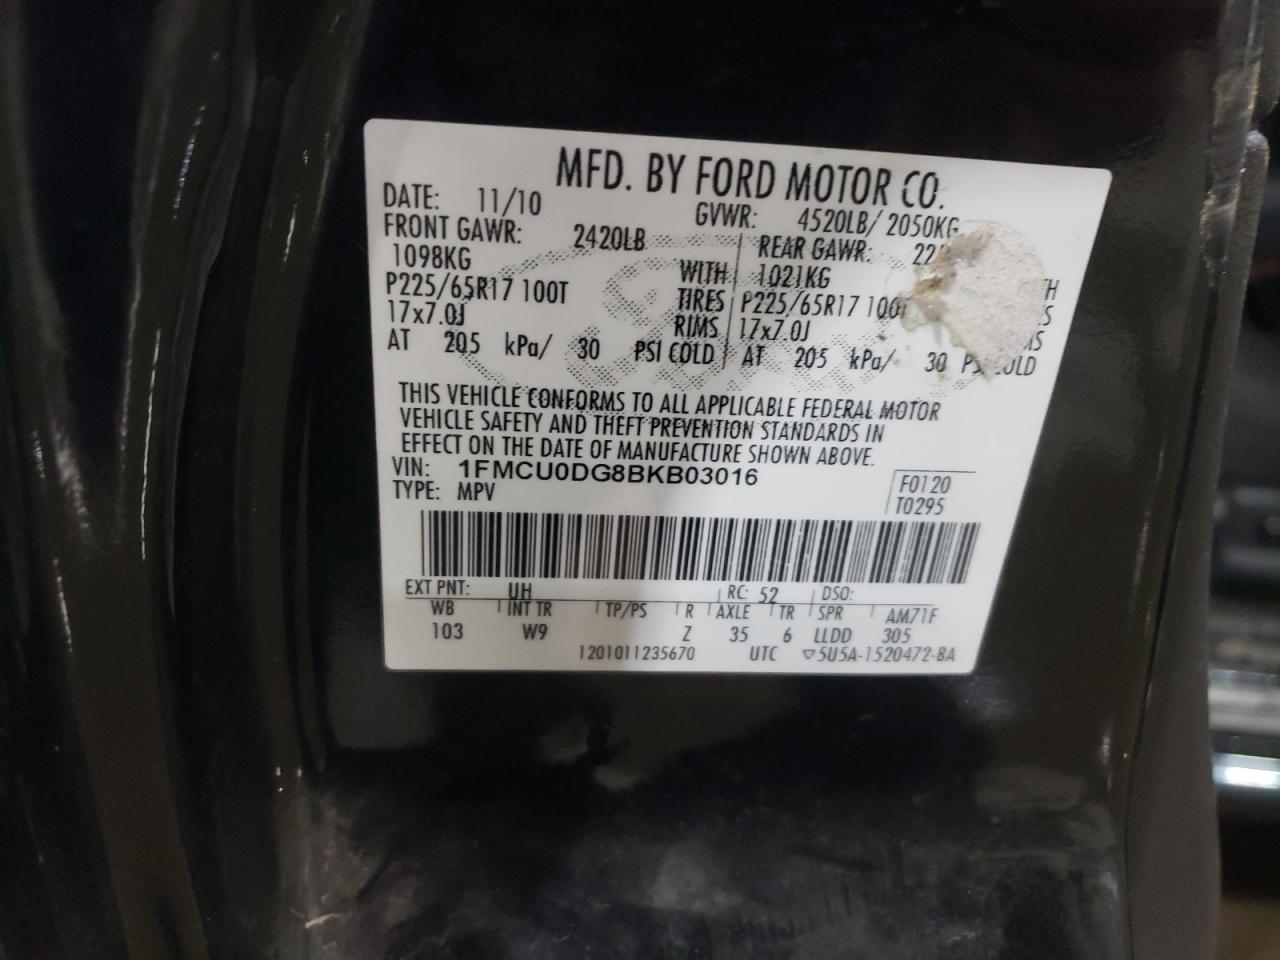 MFD. BY FORD MOTOR CO.
DATE: 11/10 GVWR: 4520LB/ 2050KG
FRONT GAWR: 2420LB REAR GAWR:
1098KG WITH 1021KG
P225/65R17 100T TIRES P225/65R17 100T
17x7.0J RIMS 17x7.0J
AT 205 kPa/ 30 PSI COLD AT 205 kPa/ 30 PSI COLD
THIS VEHICLE CONFORMS TO ALL APPLICABLE FEDERAL MOTOR
VEHICLE SAFETY AND THEFT PREVENTION STANDARDS IN
EFFECT ON THE DATE OF MANUFACTURE SHOWN ABOVE.
VIN: 1FMCU0DG8BKB03016 F0120
TYPE: MPV T0295
EXT PNT: UH RC: 52 DSO:
WB INT TR TP/PS R AXLE TR SPR AM71F
103 W9 Z 35 6 LLDD 305
1201011235670 UTC ▽5U5A-1520472-BA